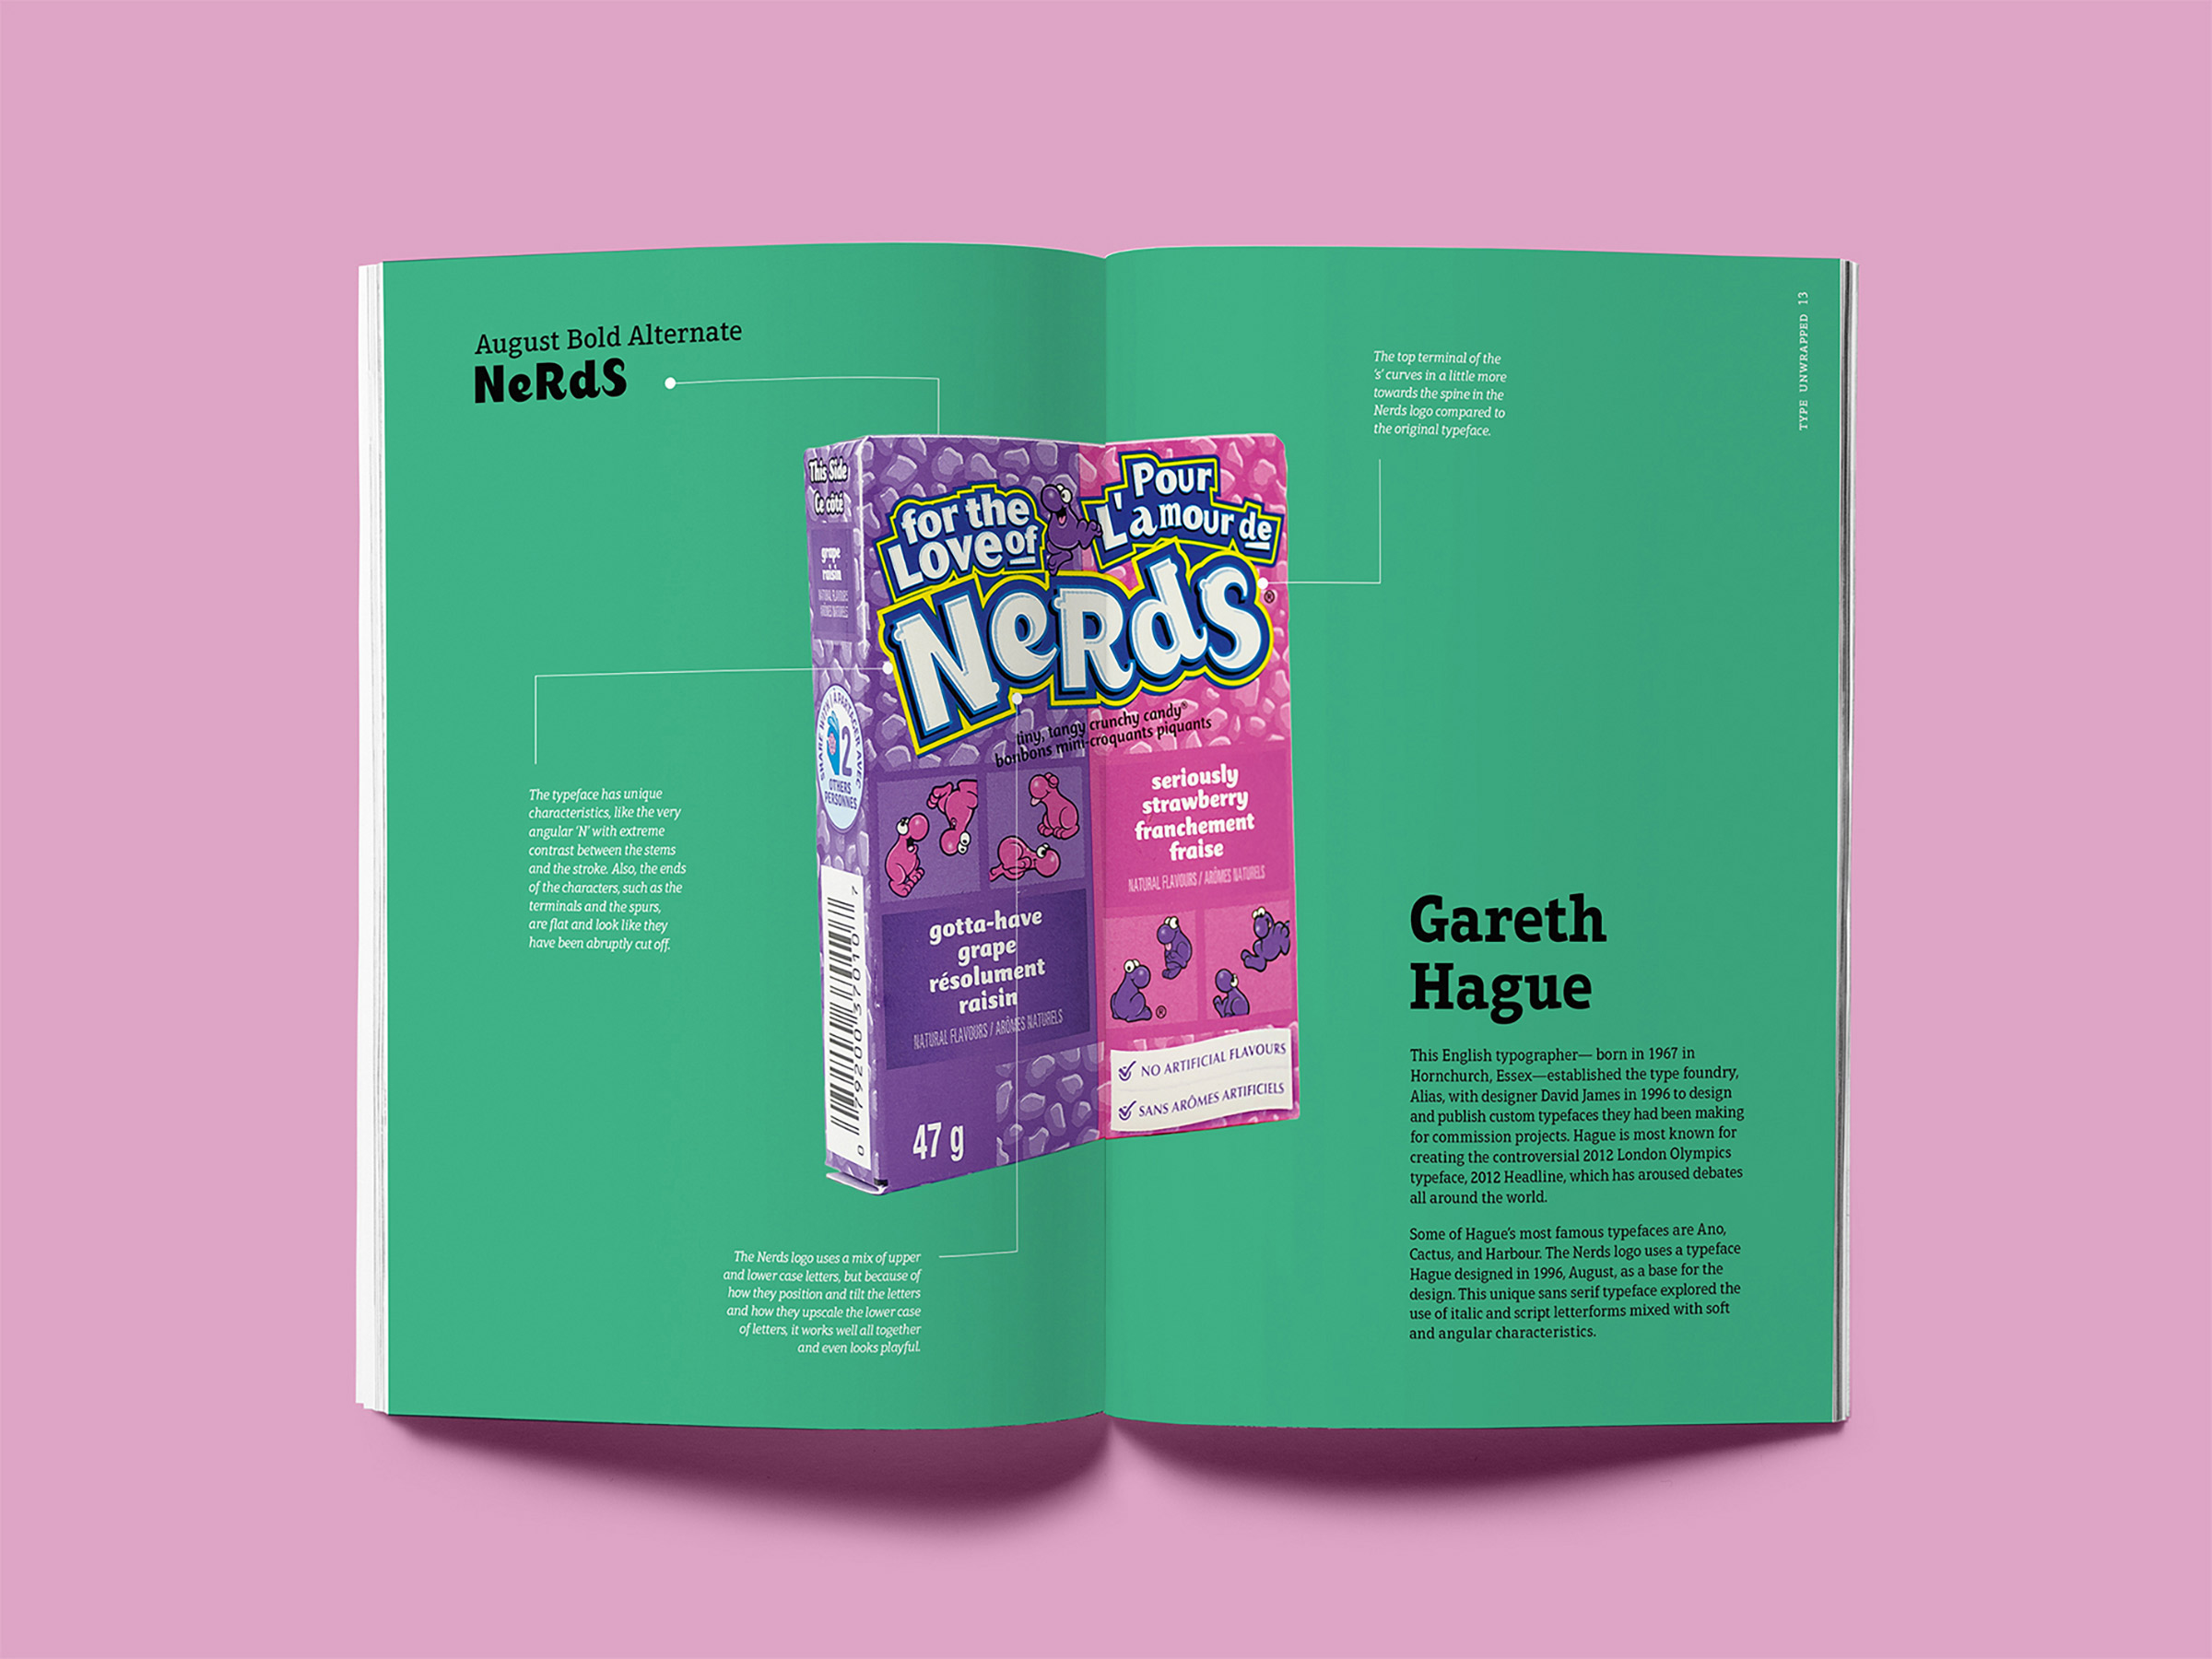 August Bold Alternate
NeRdS
The typeface has unique
characteristics, like the very
angular 'N' with extreme
contrast between the stems
and the stroke. Also, the ends
of the characters, such as the
terminals and the spurs,
are flat and look like they
have been abruptly cut off.
The Nerds logo uses a mix of upper
and lower case letters, but because of
how they position and tilt the letters
and how they upscale the lower case
of letters, it works well all together
and even looks playful.
This Side
Ce côté
grape
raisin
NATURAL FLAVOURS
ARÔMES NATURELS
SHARE WITH / À PARTAGER AVEC
2
OTHERS
PERSONNES
0 79200 37010 7
for the
Love of
Pour
L'amour de
NeRdS®
tiny, tangy crunchy candy®
bonbons mini-croquants piquants
gotta-have
grape
résolument
raisin
NATURAL FLAVOURS / ARÔMES NATURELS
47 g
seriously
strawberry
franchement
fraise
NATURAL FLAVOURS / ARÔMES NATURELS
®
NO ARTIFICIAL FLAVOURS
SANS ARÔMES ARTIFICIELS
The top terminal of the
's' curves in a little more
towards the spine in the
Nerds logo compared to
the original typeface.
TYPE UNWRAPPED 13
Gareth
Hague
This English typographer— born in 1967 in
Hornchurch, Essex—established the type foundry,
Alias, with designer David James in 1996 to design
and publish custom typefaces they had been making
for commission projects. Hague is most known for
creating the controversial 2012 London Olympics
typeface, 2012 Headline, which has aroused debates
all around the world.
Some of Hague's most famous typefaces are Ano,
Cactus, and Harbour. The Nerds logo uses a typeface
Hague designed in 1996, August, as a base for the
design. This unique sans serif typeface explored the
use of italic and script letterforms mixed with soft
and angular characteristics.